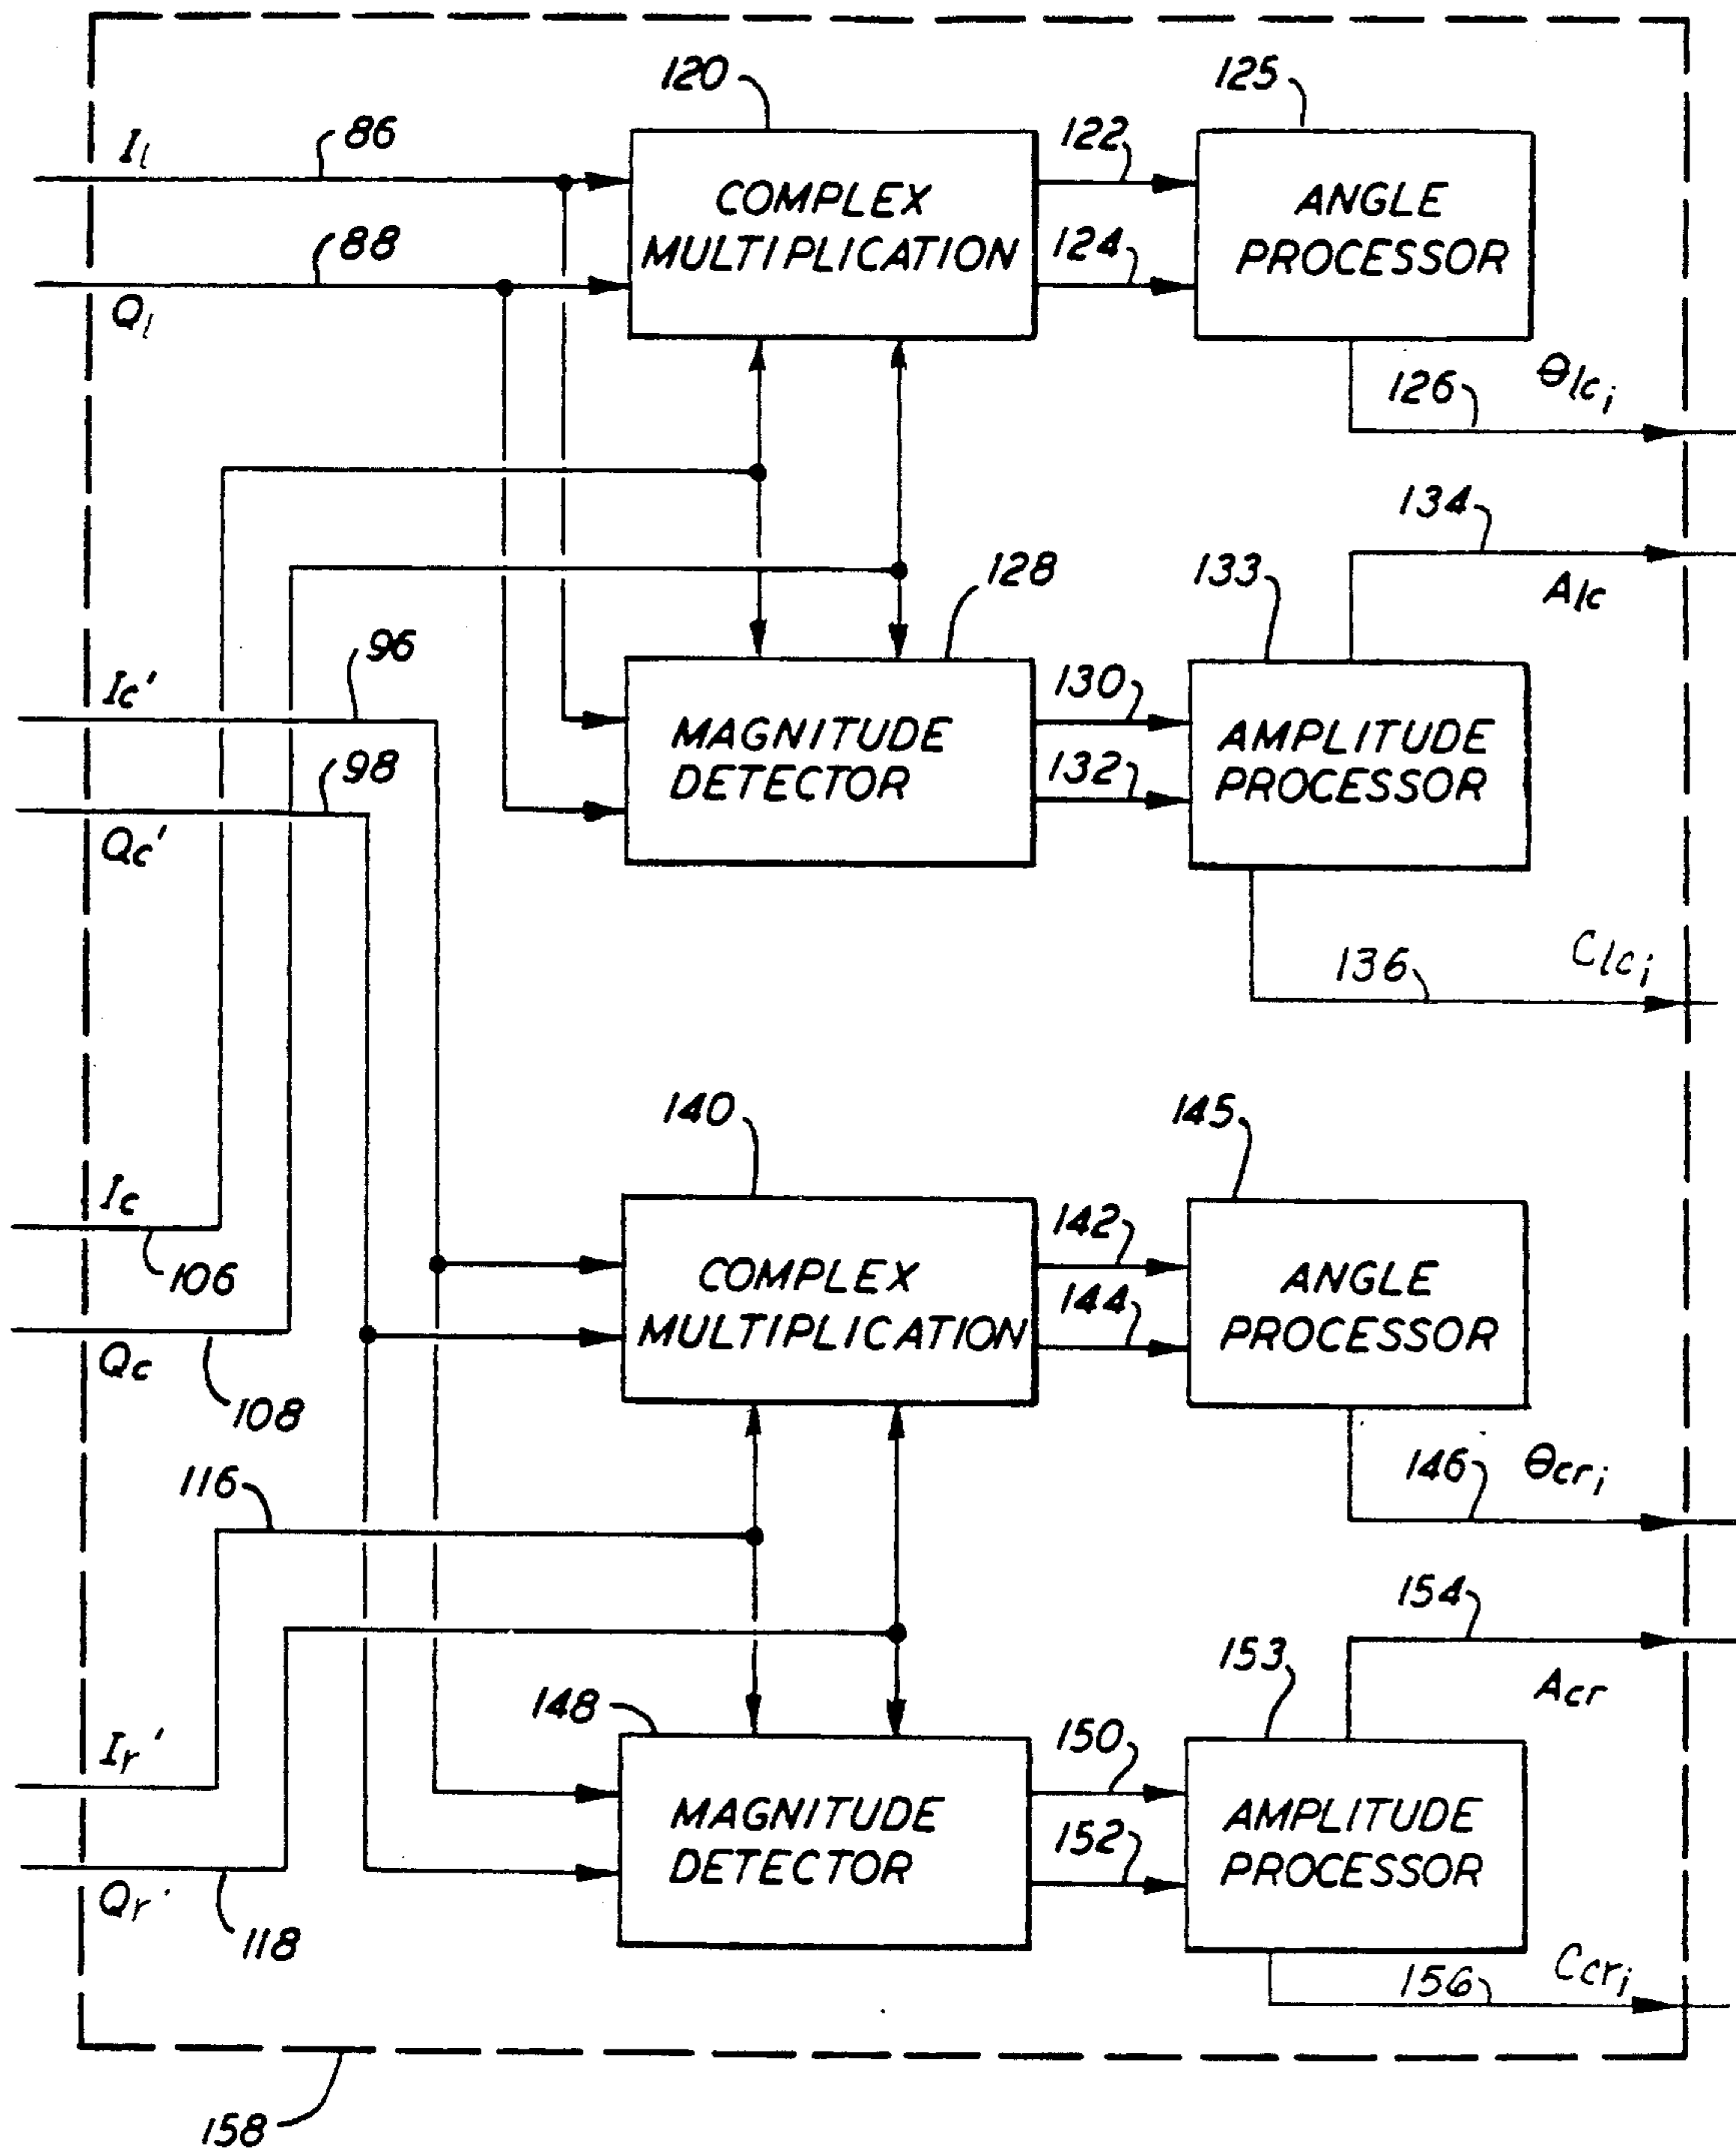 120
125
I_l
86
122
COMPLEX
MULTIPLICATION
ANGLE
PROCESSOR
88
124
Q_l
126
θ_lc_i
134
128
133
A_lc
96
I_c'
130
MAGNITUDE
DETECTOR
AMPLITUDE
PROCESSOR
98
132
Q_c'
136
C_lc_i
140
145
I_c
142
106
COMPLEX
MULTIPLICATION
ANGLE
PROCESSOR
144
Q_c
108
116
146
θ_cr_i
154
153
148
A_cr
I_r'
150
MAGNITUDE
DETECTOR
AMPLITUDE
PROCESSOR
152
Q_r'
118
156
C_cr_i
158